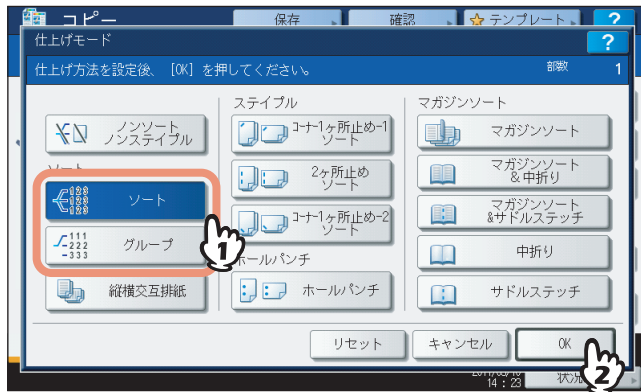 コピー
保存
確認
テンプレート
?
仕上げモード
?
仕上げ方法を設定後、 [OK] を押してください。
部数 1
ステイプル
マガジンソート
ノンソート
ノンステイプル
コーナー1ヶ所止め-1
ソート
マガジンソート
ソート
2ヶ所止め
ソート
マガジンソート
&中折り
123
123
123
ソート
コーナー1ヶ所止め-2
ソート
マガジンソート
&サドルステッチ
111
222
333
グループ
1
ホールパンチ
中折り
縦横交互排紙
ホールパンチ
サドルステッチ
リセット
キャンセル
OK
2
14:23
状況